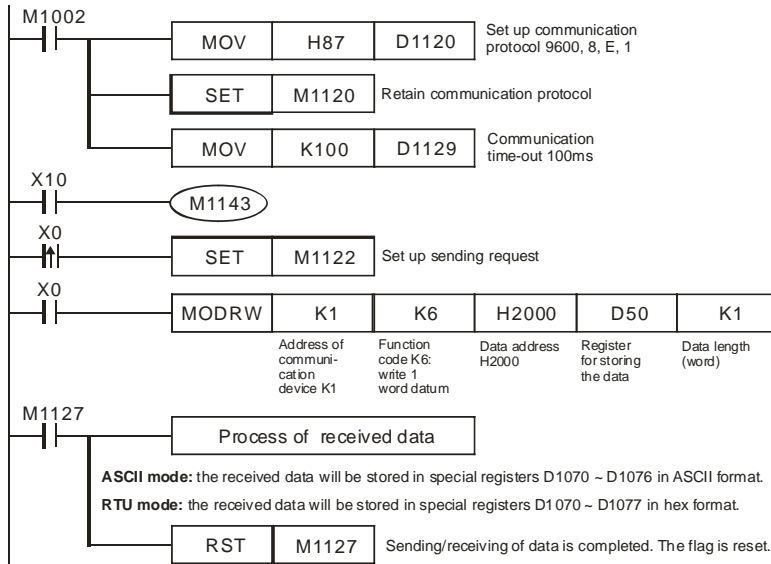 M1002
MOV H87 D1120 Set up communication
protocol 9600, 8, E, 1
SET M1120 Retain communication protocol
MOV K100 D1129 Communication
time-out 100ms
X10
M1143
X0
SET M1122 Set up sending request
X0
MODRW K1 K6 H2000 D50 K1
Address of
communi-
cation
device K1
Function
code K6:
write 1
word datum
Data address
H2000
Register
for storing
the data
Data length
(word)
M1127
Process of received data
ASCII mode: the received data will be stored in special registers D1070 ~ D1076 in ASCII format.
RTU mode: the received data will be stored in special registers D1070 ~ D1077 in hex format.
RST M1127 Sending/receiving of data is completed. The flag is reset.